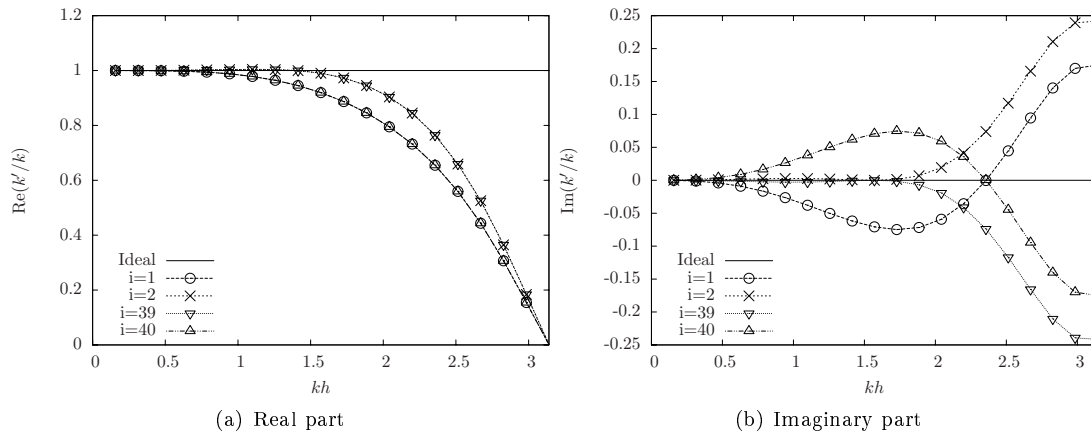 1.2
1
0.8
0.6
0.4
0.2
0
Re(k′/k)
Ideal
i=1
i=2
i=39
i=40
0 0.5 1 1.5 2 2.5 3
kh
(a) Real part
0.25
0.2
0.15
0.1
0.05
0
-0.05
-0.1
-0.15
-0.2
-0.25
Im(k′/k)
Ideal
i=1
i=2
i=39
i=40
0 0.5 1 1.5 2 2.5 3
kh
(b) Imaginary part